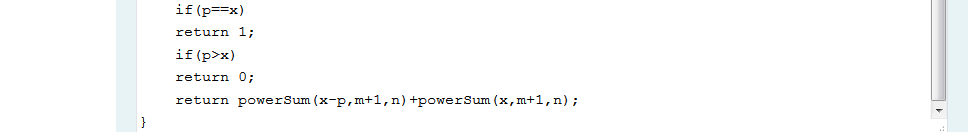 if(p==x)
return 1;
if(p>x)
return 0;
return powerSum(x-p,m+1,n)+powerSum(x,m+1,n);
}